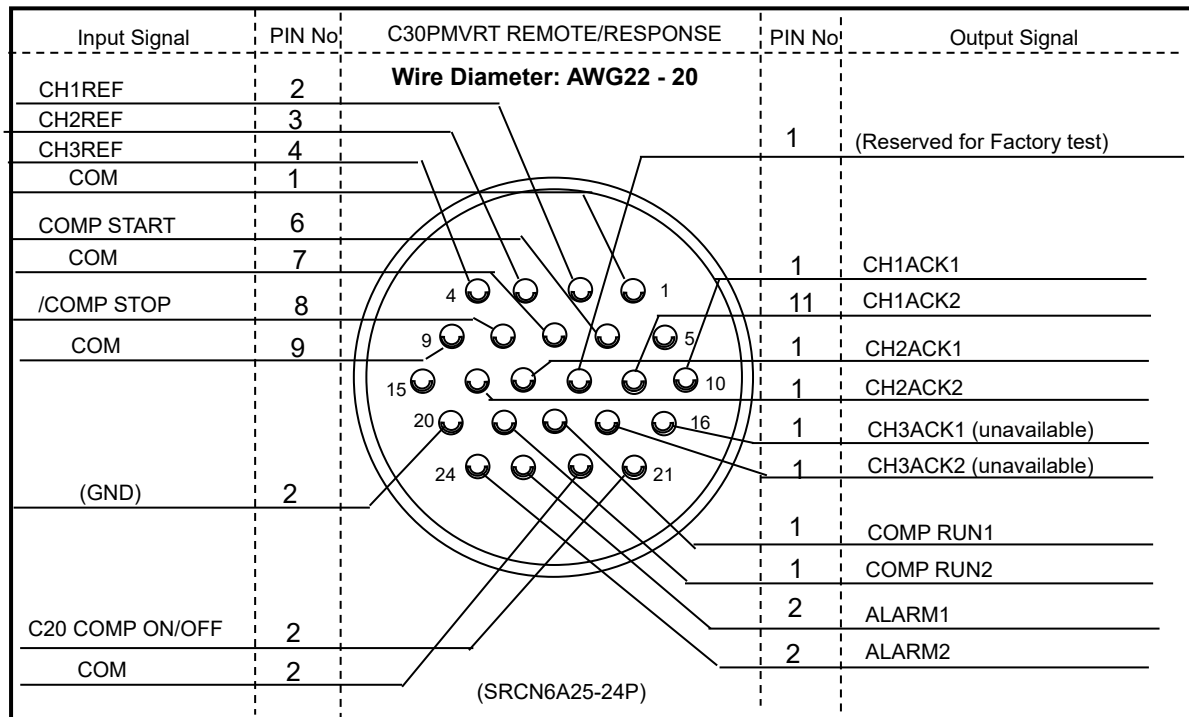 Input Signal PIN No C30PMVRT REMOTE/RESPONSE PIN No Output Signal
Wire Diameter: AWG22 - 20
CH1REF 2
CH2REF 3
1 (Reserved for Factory test)
CH3REF 4
COM 1
COMP START 6
COM 7
1 CH1ACK1
4 1
/COMP STOP 8
11 CH1ACK2
9 5
COM 9
1 CH2ACK1
15 10
1 CH2ACK2
20 16
1 CH3ACK1 (unavailable)
24 21
1 CH3ACK2 (unavailable)
(GND) 2
1 COMP RUN1
1 COMP RUN2
2 ALARM1
C20 COMP ON/OFF 2
2 ALARM2
COM 2
(SRCN6A25-24P)